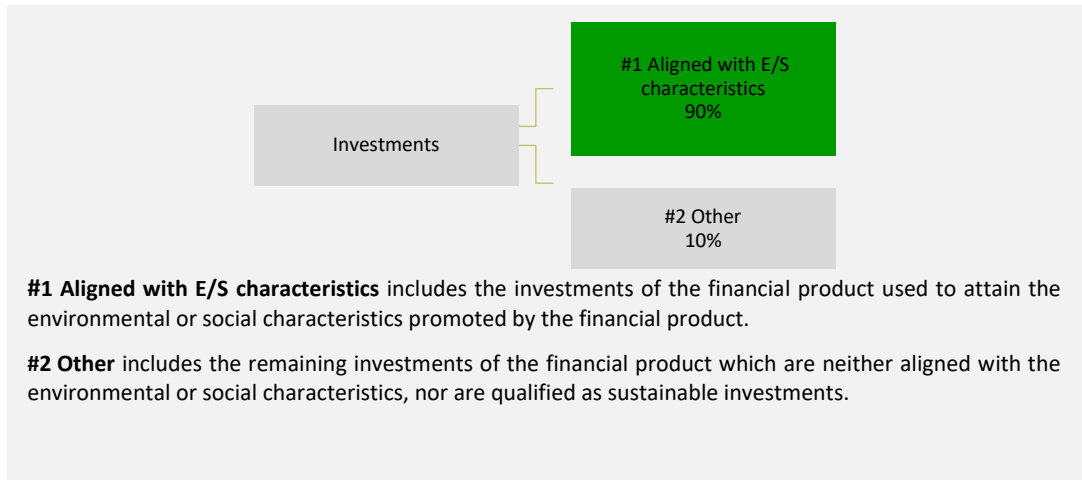 #1 Aligned with E/S
characteristics
90%
Investments
#2 Other
10%
#1 Aligned with E/S characteristics includes the investments of the financial product used to attain the
environmental or social characteristics promoted by the financial product.
#2 Other includes the remaining investments of the financial product which are neither aligned with the
environmental or social characteristics, nor are qualified as sustainable investments.